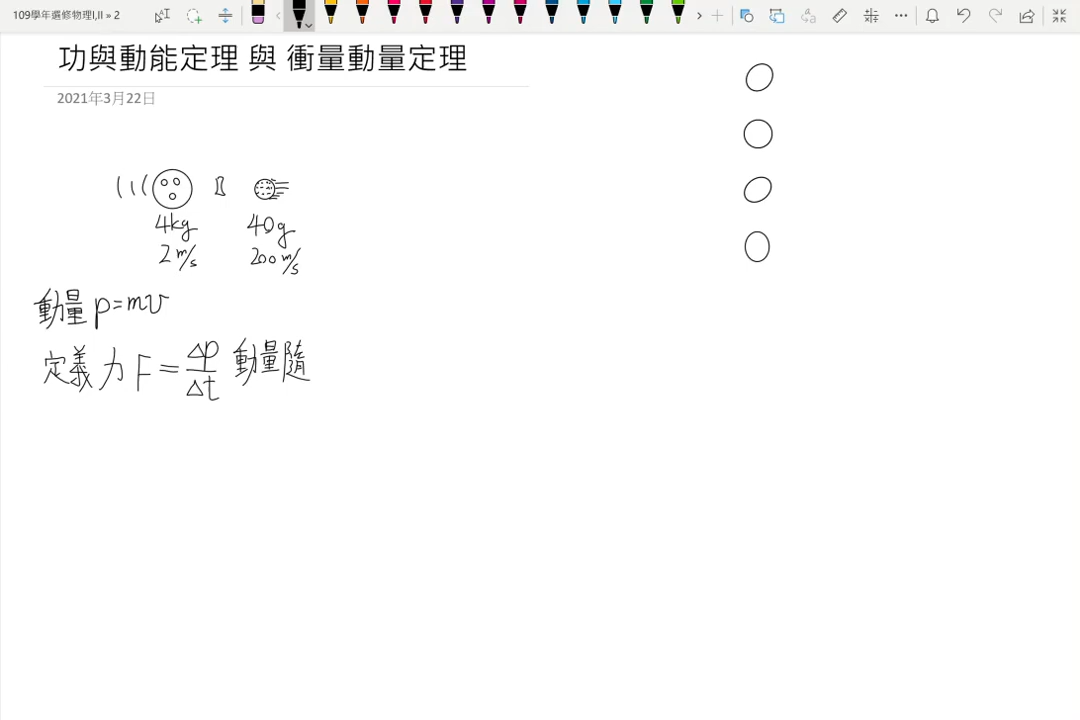 109學年選修物理I,II » 2
功與動能定理 與 衝量動量定理
2021年3月22日
4kg 40g
2 m/s 200 m/s
動量 p=mv
定義力 F=Δp/Δt 動量隨